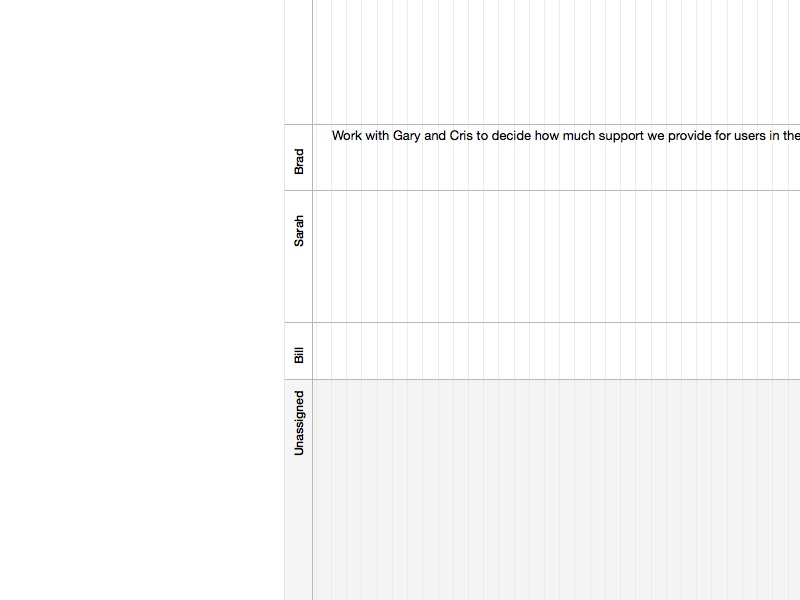 Work with Gary and Cris to decide how much support we provide for users in the
Brad
Sarah
Bill
Unassigned